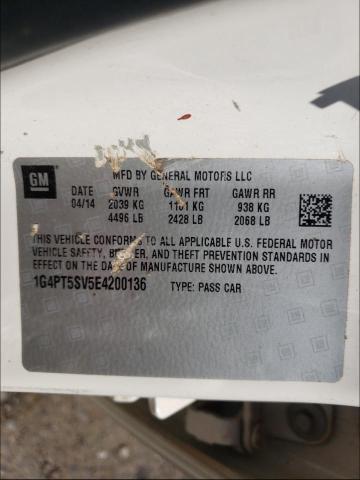 GM
MFD BY GENERAL MOTORS LLC
DATE GVWR GAWR FRT GAWR RR
04/14 2039 KG 1101 KG 938 KG
4496 LB 2428 LB 2068 LB
THIS VEHICLE CONFORMS TO ALL APPLICABLE U.S. FEDERAL MOTOR
VEHICLE SAFETY, BUMPER, AND THEFT PREVENTION STANDARDS IN
EFFECT ON THE DATE OF MANUFACTURE SHOWN ABOVE.
1G4PT5SV5E4200136 TYPE: PASS CAR